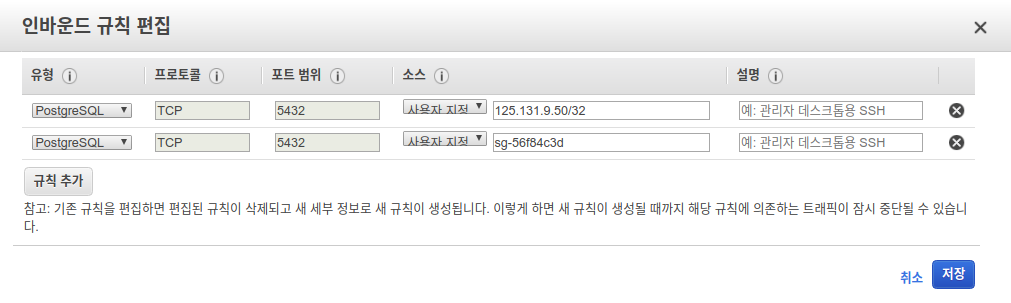 인바운드 규칙 편집
유형 프로토콜 포트 범위 소스 설명
PostgreSQL TCP 5432 사용자 지정 125.131.9.50/32 예: 관리자 데스크톱용 SSH
PostgreSQL TCP 5432 사용자 지정 sg-56f84c3d 예: 관리자 데스크톱용 SSH
규칙 추가
참고: 기존 규칙을 편집하면 편집된 규칙이 삭제되고 새 세부 정보로 새 규칙이 생성됩니다. 이렇게 하면 새 규칙이 생성될 때까지 해당 규칙에 의존하는 트래픽이 잠시 중단될 수 있습니
다.
취소 저장